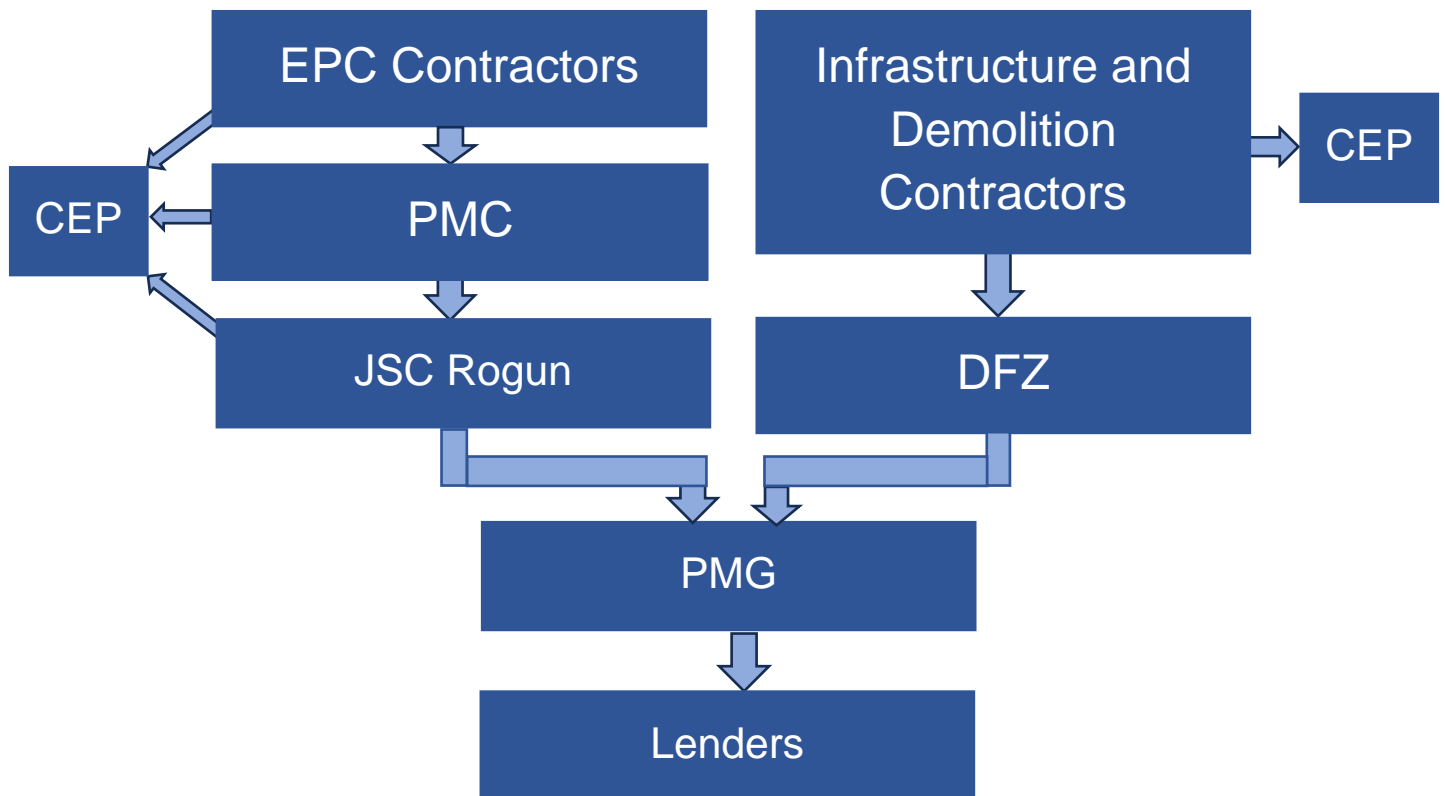 EPC Contractors
Infrastructure and
Demolition
Contractors
CEP
CEP
PMC
JSC Rogun
DFZ
PMG
Lenders